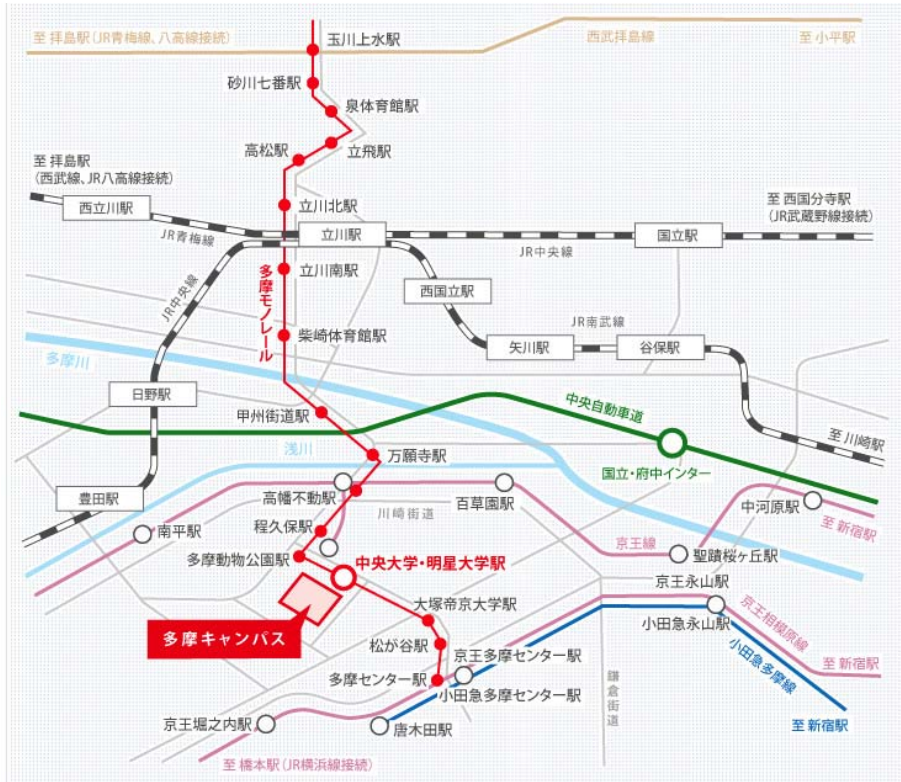 至 拝島駅（JR青梅線、八高線接続）
玉川上水駅
西武拝島線
至 小平駅
砂川七番駅
泉体育館駅
高松駅
立飛駅
至 拝島駅
（西武線、JR八高線接続）
西立川駅
立川北駅
至 西国分寺駅
（JR武蔵野線接続）
JR青梅線
立川駅
JR中央線
国立駅
立川南駅
多摩モノレール
JR中央線
西国立駅
JR南武線
柴崎体育館駅
矢川駅
谷保駅
多摩川
日野駅
甲州街道駅
中央自動車道
至 川崎駅
浅川
万願寺駅
国立・府中インター
豊田駅
高幡不動駅
百草園駅
中河原駅
川崎街道
程久保駅
南平駅
京王線
至 新宿駅
聖蹟桜ヶ丘駅
多摩動物公園駅
中央大学・明星大学駅
京王永山駅
大塚帝京大学駅
小田急永山駅
京王相模原線
多摩キャンパス
松が谷駅
京王多摩センター駅
小田急多摩線
至 新宿駅
多摩センター駅
小田急多摩センター駅
鎌倉街道
京王堀之内駅
唐木田駅
至 新宿駅
至 橋本駅（JR横浜線接続）